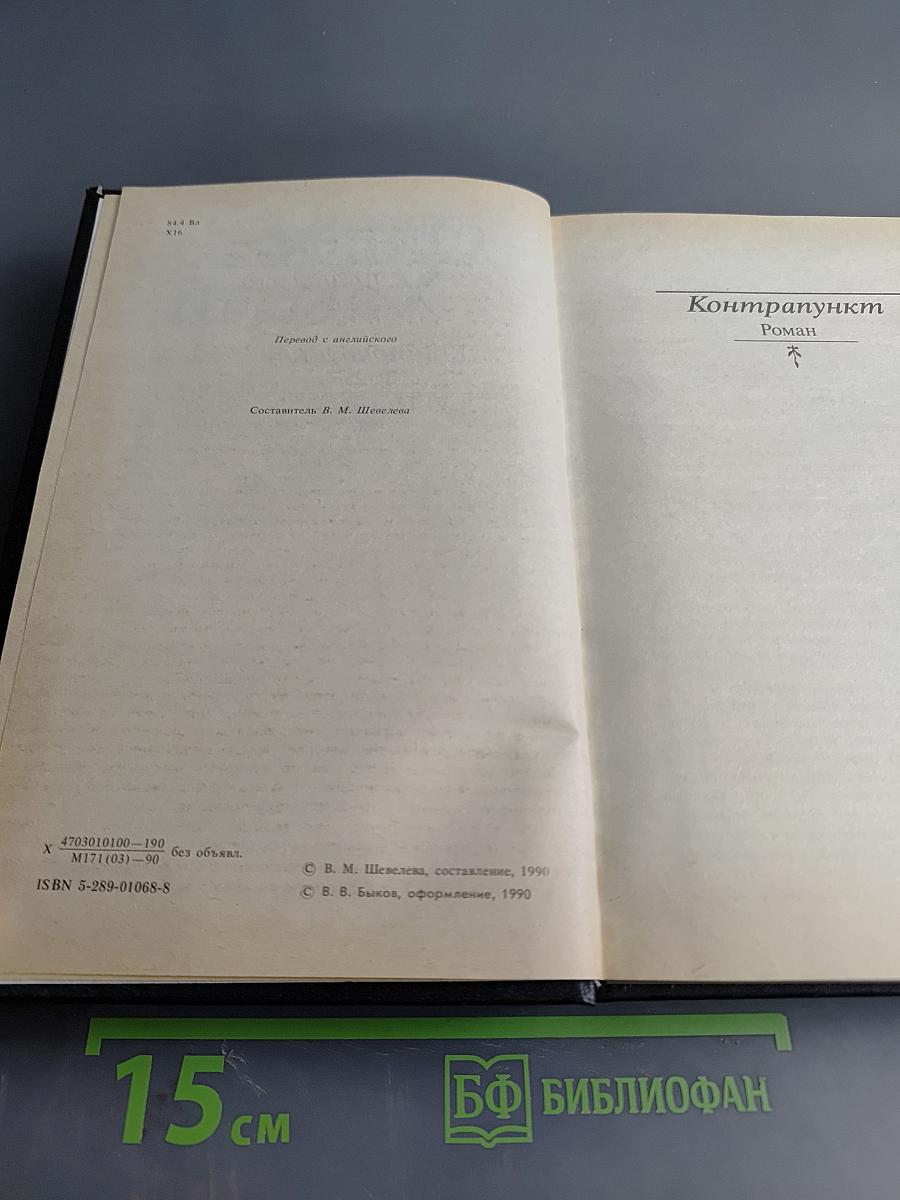 84.4 Вл
Х16
Перевод с английского
Составитель В. М. Шевелева
Х 4703010100—190
М171(03)—90 без объявл.
ISBN 5-289-01068-8
© В. М. Шевелева, составление, 1990
© В. В. Быков, оформление, 1990
Контрапункт
Роман
15 см
БФ БИБЛИОФАН